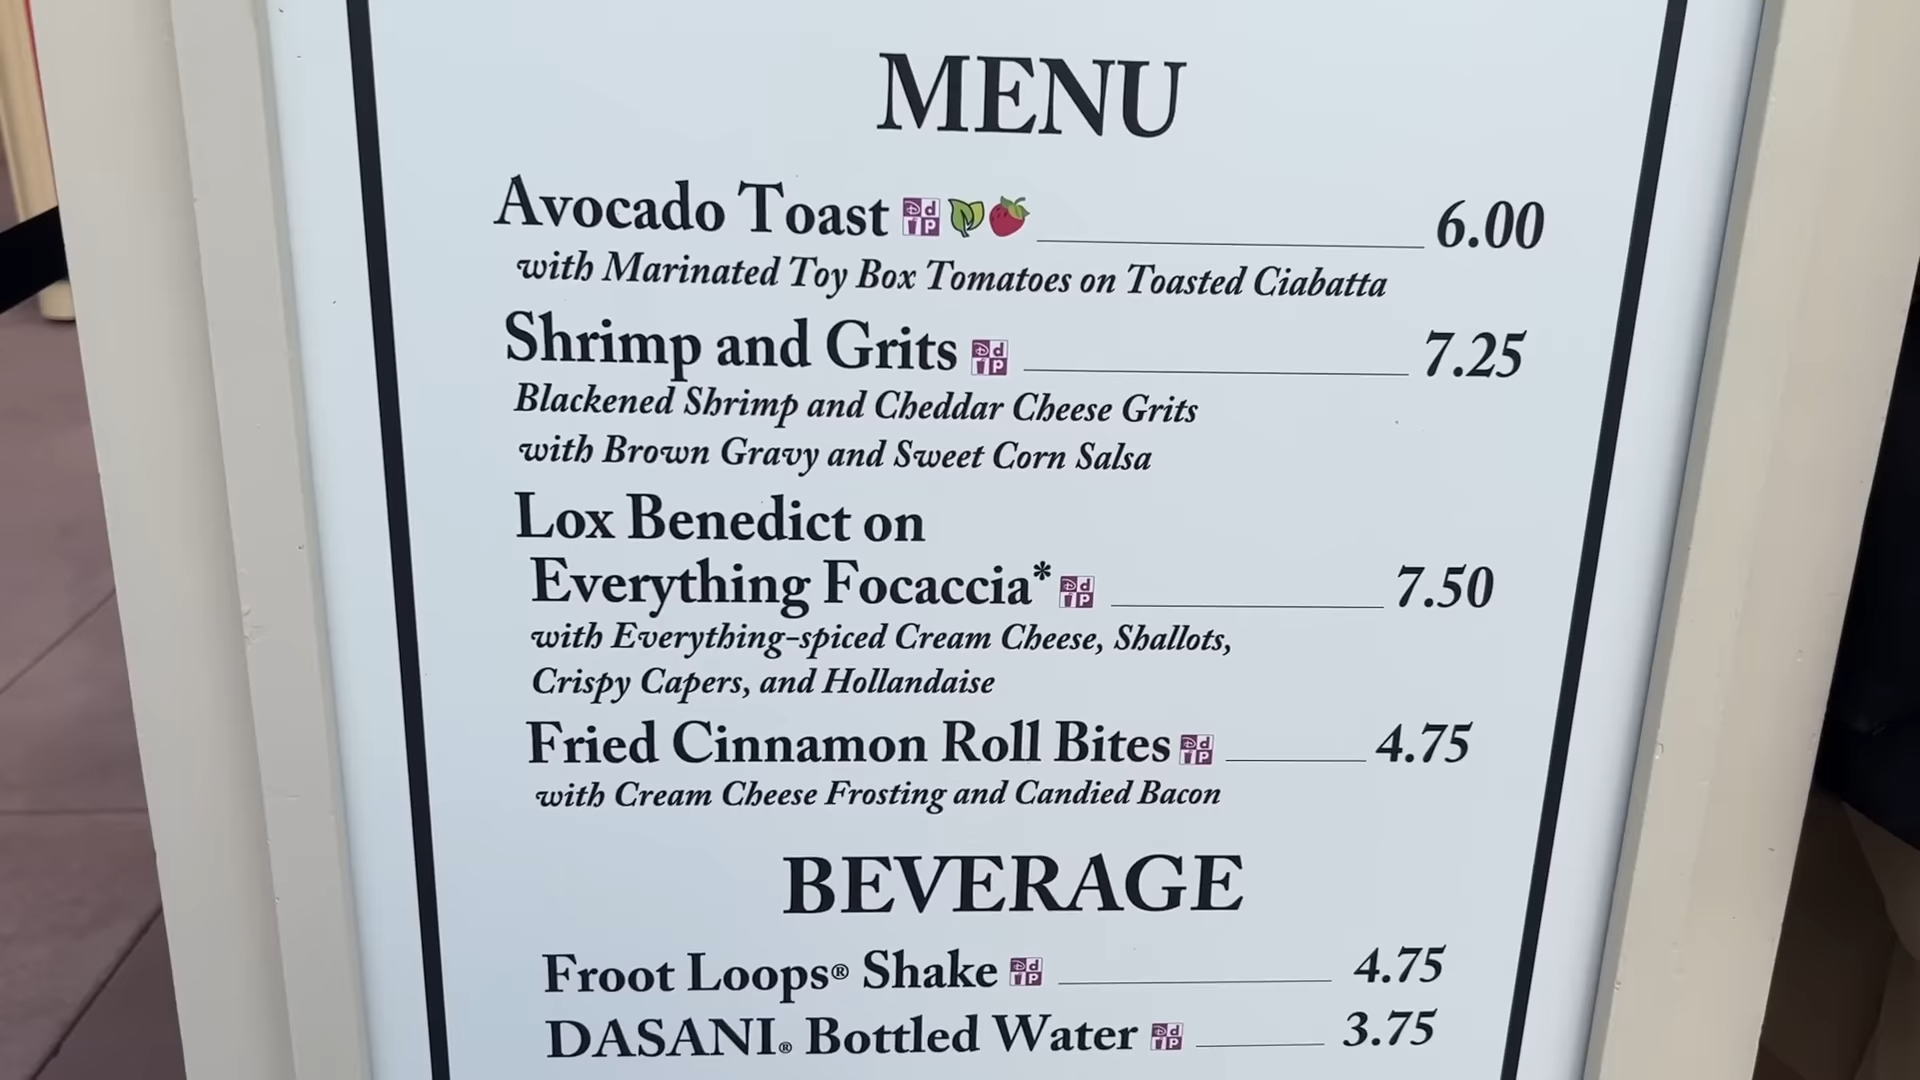 MENU
Avocado Toast 6.00
with Marinated Toy Box Tomatoes on Toasted Ciabatta
Shrimp and Grits 7.25
Blackened Shrimp and Cheddar Cheese Grits
with Brown Gravy and Sweet Corn Salsa
Lox Benedict on
Everything Focaccia* 7.50
with Everything-spiced Cream Cheese, Shallots,
Crispy Capers, and Hollandaise
Fried Cinnamon Roll Bites 4.75
with Cream Cheese Frosting and Candied Bacon
BEVERAGE
Froot Loops® Shake 4.75
DASANI® Bottled Water 3.75